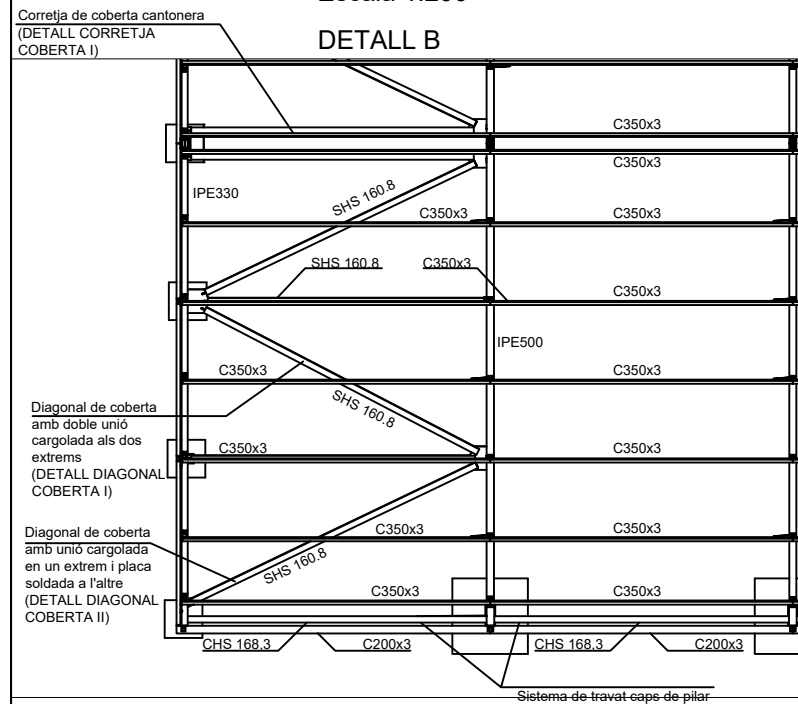 Corretja de coberta cantonera
(DETALL CORRETJA
COBERTA I)
DETALL B
C350x3
C350x3
IPE330
SHS 160.8
C350x3
C350x3
SHS 160.8
C350x3
C350x3
IPE500
C350x3
C350x3
SHS 160.8
Diagonal de coberta
amb doble unió
cargolada als dos
extrems
(DETALL DIAGONAL
COBERTA I)
C350x3
C350x3
Diagonal de coberta
amb unió cargolada
en un extrem i placa
soldada a l'altre
(DETALL DIAGONAL
COBERTA II)
C350x3
C350x3
SHS 160.8
C350x3
C350x3
CHS 168.3
C200x3
CHS 168.3
C200x3
Sistema de travat caps de pilar